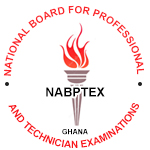 NATIONAL BOARD FOR PROFESSIONAL
NABPTEX
GHANA
AND TECHNICIAN EXAMINATIONS